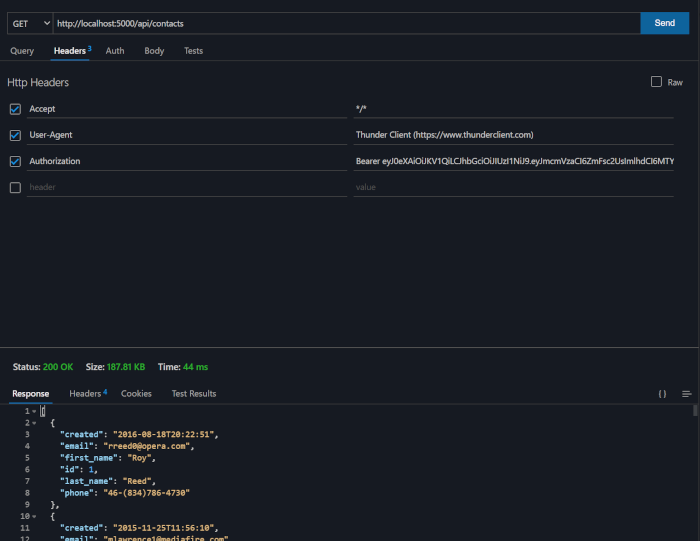 GET http://localhost:5000/api/contacts Send
Query Headers 3 Auth Body Tests
Http Headers Raw
Accept */*
User-Agent Thunder Client (https://www.thunderclient.com)
Authorization Bearer eyJ0eXAiOiJKV1QiLCJhbGciOiJIUzI1NiJ9.eyJmcmVzaCI6ZmFsc2UsImlhdCI6MTY
header value
Status: 200 OK Size: 187.81 KB Time: 44 ms
Response Headers 4 Cookies Test Results { }
1 [
2 {
3 "created": "2016-08-18T20:22:51",
4 "email": "rreed0@opera.com",
5 "first_name": "Roy",
6 "id": 1,
7 "last_name": "Reed",
8 "phone": "46-(834)786-4730"
9 },
10 {
11 "created": "2015-11-25T11:56:10",
12 "email": "mlawrence1@mediafire.com"